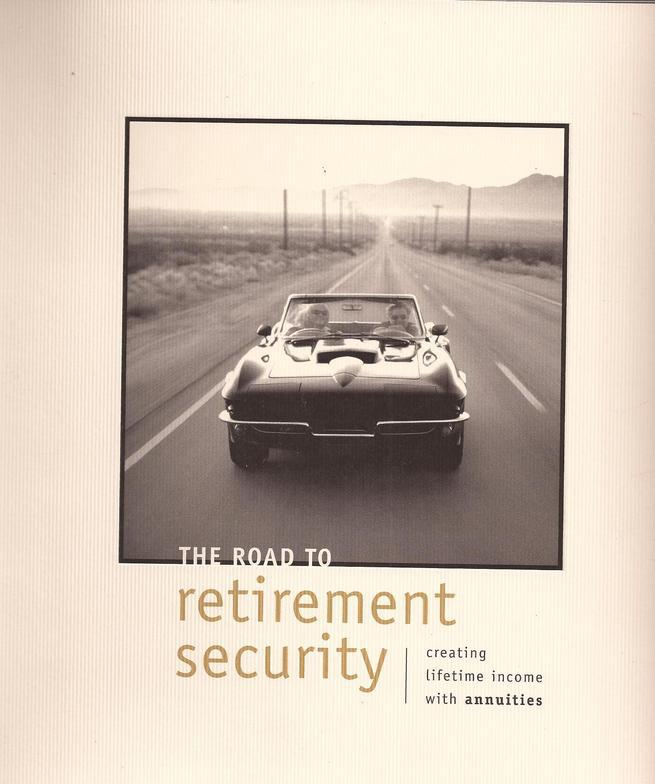 THE ROAD TO
retirement
security
creating
lifetime income
with annuities